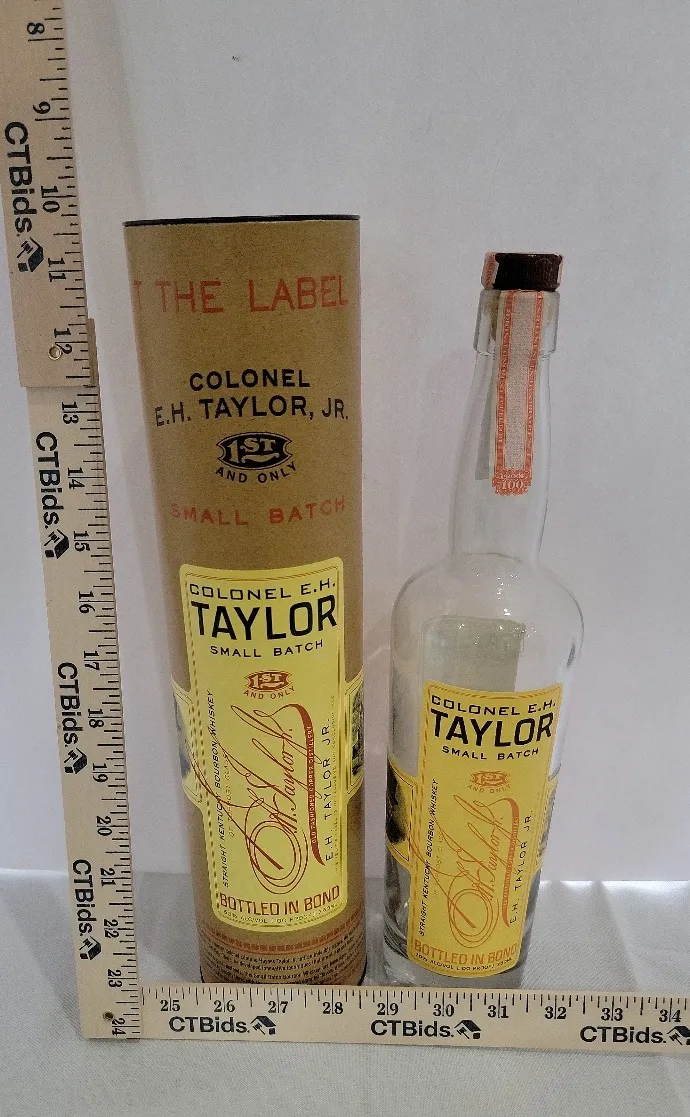 8
9
CTBids.
10
11
12
13
CTBids.
14
15
16
17
CTBids.
18
19
20
21
CTBids.
22
23
24
T THE LABEL
COLONEL
E.H. TAYLOR, JR.
1ST
AND ONLY
SMALL BATCH
COLONEL E.H.
TAYLOR
SMALL BATCH
1ST
AND ONLY
STRAIGHT KENTUCKY BOURBON WHISKEY
E.H. TAYLOR, JR.
BOTTLED IN BOND
PROOF
100
COLONEL E.H.
TAYLOR
SMALL BATCH
1ST
AND ONLY
STRAIGHT KENTUCKY BOURBON WHISKEY
E.H. TAYLOR JR.
BOTTLED IN BOND
25 26 27 28 29 30 31 32 33 34
CTBids. CTBids. CTBids.